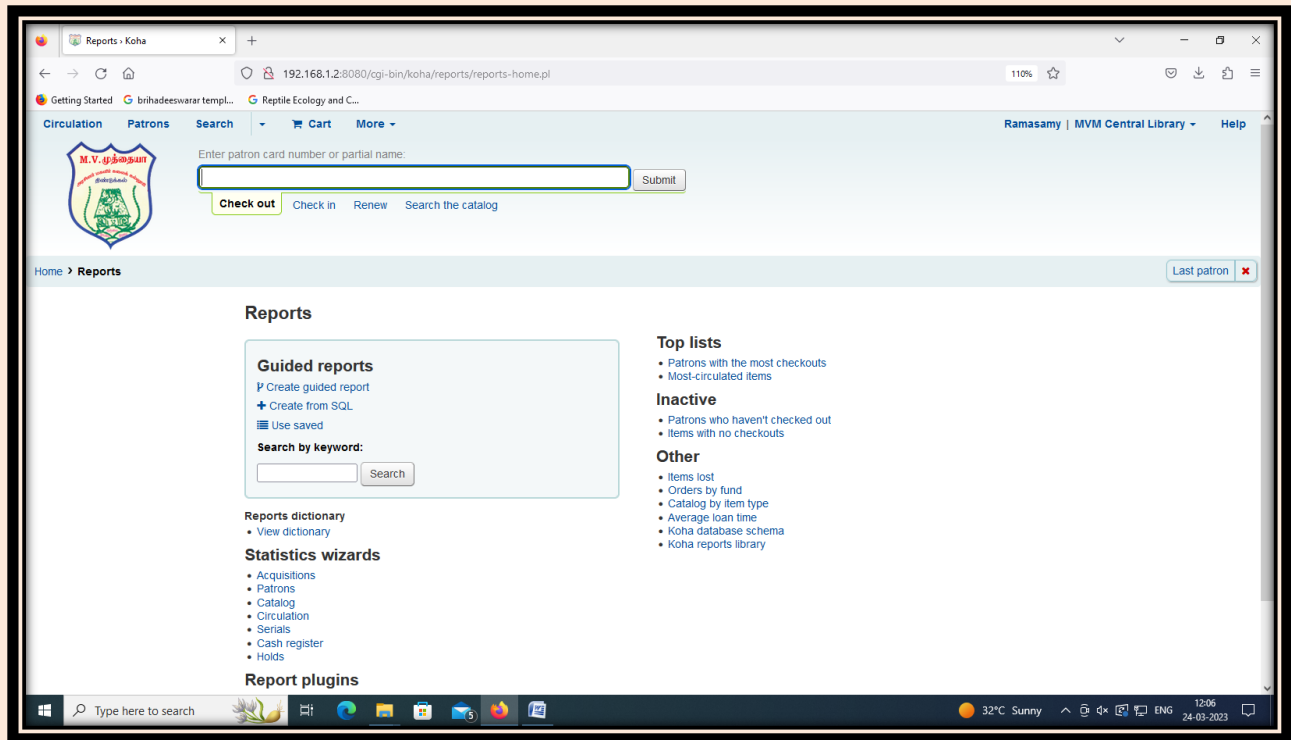 Reports › Koha
192.168.1.2:8080/cgi-bin/koha/reports/reports-home.pl
110%
Getting Started brihadeeswarar templ... Reptile Ecology and C...
Circulation Patrons Search Cart More Ramasamy | MVM Central Library Help
M.V.முத்தையா
திண்டுக்கல்
Enter patron card number or partial name:
Submit
Check out Check in Renew Search the catalog
Home › Reports
Last patron
Reports
Guided reports
Create guided report
Create from SQL
Use saved
Search by keyword:
Search
Reports dictionary
• View dictionary
Statistics wizards
• Acquisitions
• Patrons
• Catalog
• Circulation
• Serials
• Cash register
• Holds
Report plugins
Top lists
• Patrons with the most checkouts
• Most-circulated items
Inactive
• Patrons who haven't checked out
• Items with no checkouts
Other
• Items lost
• Orders by fund
• Catalog by item type
• Average loan time
• Koha database schema
• Koha reports library
Type here to search
5
32°C Sunny
ENG
12:06
24-03-2023